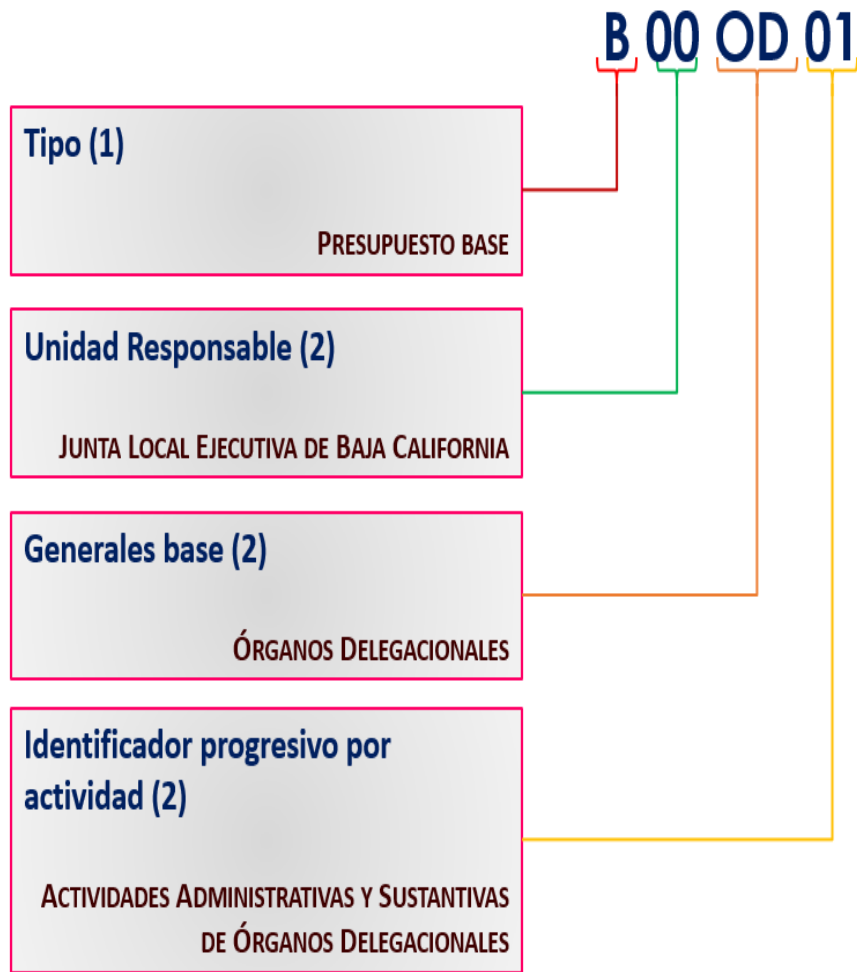 B 00 OD 01
Tipo (1)
PRESUPUESTO BASE
Unidad Responsable (2)
JUNTA LOCAL EJECUTIVA DE BAJA CALIFORNIA
Generales base (2)
ÓRGANOS DELEGACIONALES
Identificador progresivo por
actividad (2)
ACTIVIDADES ADMINISTRATIVAS Y SUSTANTIVAS
DE ÓRGANOS DELEGACIONALES